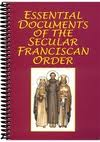 ESSENTIAL
DOCUMENTS
OF THE
SECULAR
FRANCISCAN
ORDER